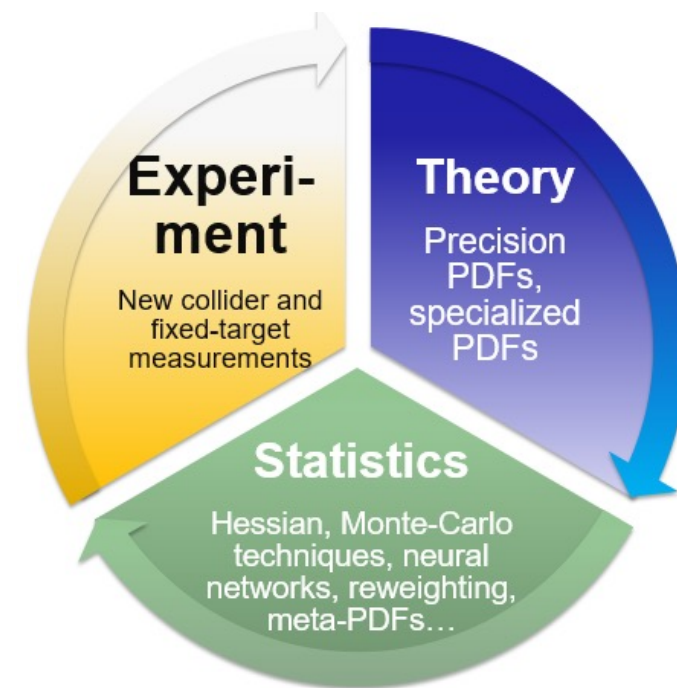 Experi-
ment
New collider and
fixed-target
measurements
Theory
Precision
PDFs,
specialized
PDFs
Statistics
Hessian, Monte-Carlo
techniques, neural
networks, reweighting,
meta-PDFs…